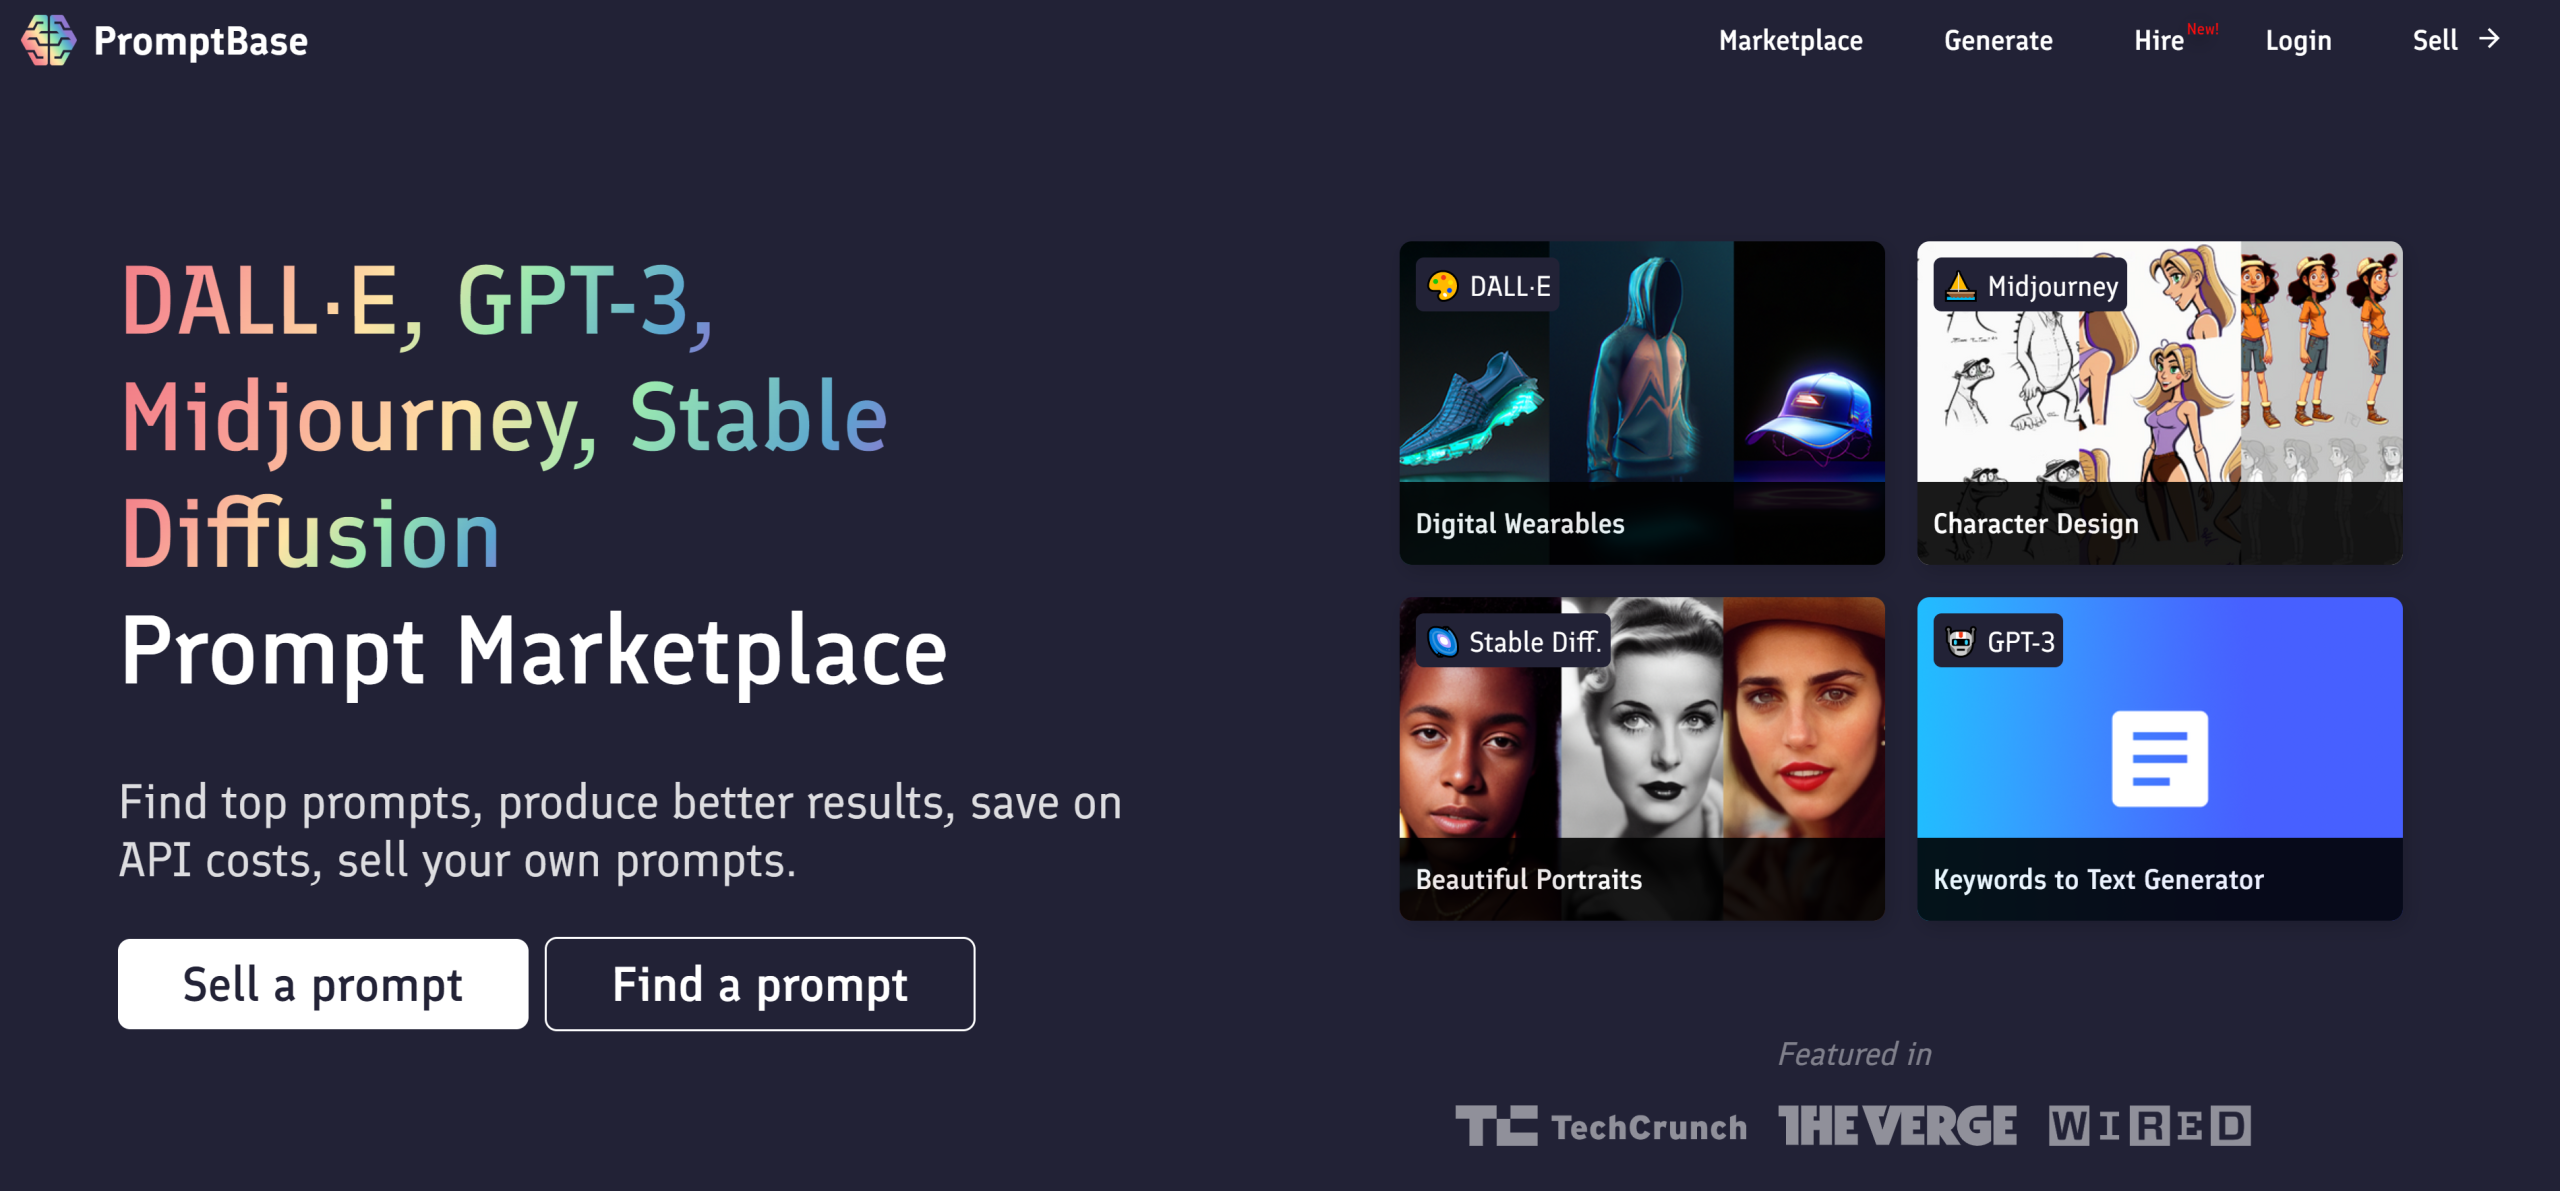 PromptBase
Marketplace
Generate
Hire New!
Login
Sell →
DALL·E, GPT-3,
Midjourney, Stable
Diffusion
Prompt Marketplace
Find top prompts, produce better results, save on
API costs, sell your own prompts.
Sell a prompt
Find a prompt
DALL·E
Digital Wearables
Midjourney
Character Design
Stable Diff.
Beautiful Portraits
GPT-3
Keywords to Text Generator
Featured in
TC TechCrunch
THE VERGE
WIRED